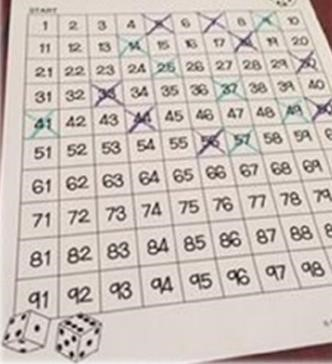 START
1 2 3 4 5 6 7 8 9 10
11 12 13 14 15 16 17 18 19 20
21 22 23 24 25 26 27 28 29 30
31 32 33 34 35 36 37 38 39 40
41 42 43 44 45 46 47 48 49
51 52 53 54 55 56 57 58 59
61 62 63 64 65 66 67 68 69
71 72 73 74 75 76 77 78 79
81 82 83 84 85 86 87 88
91 92 93 94 95 96 97 98